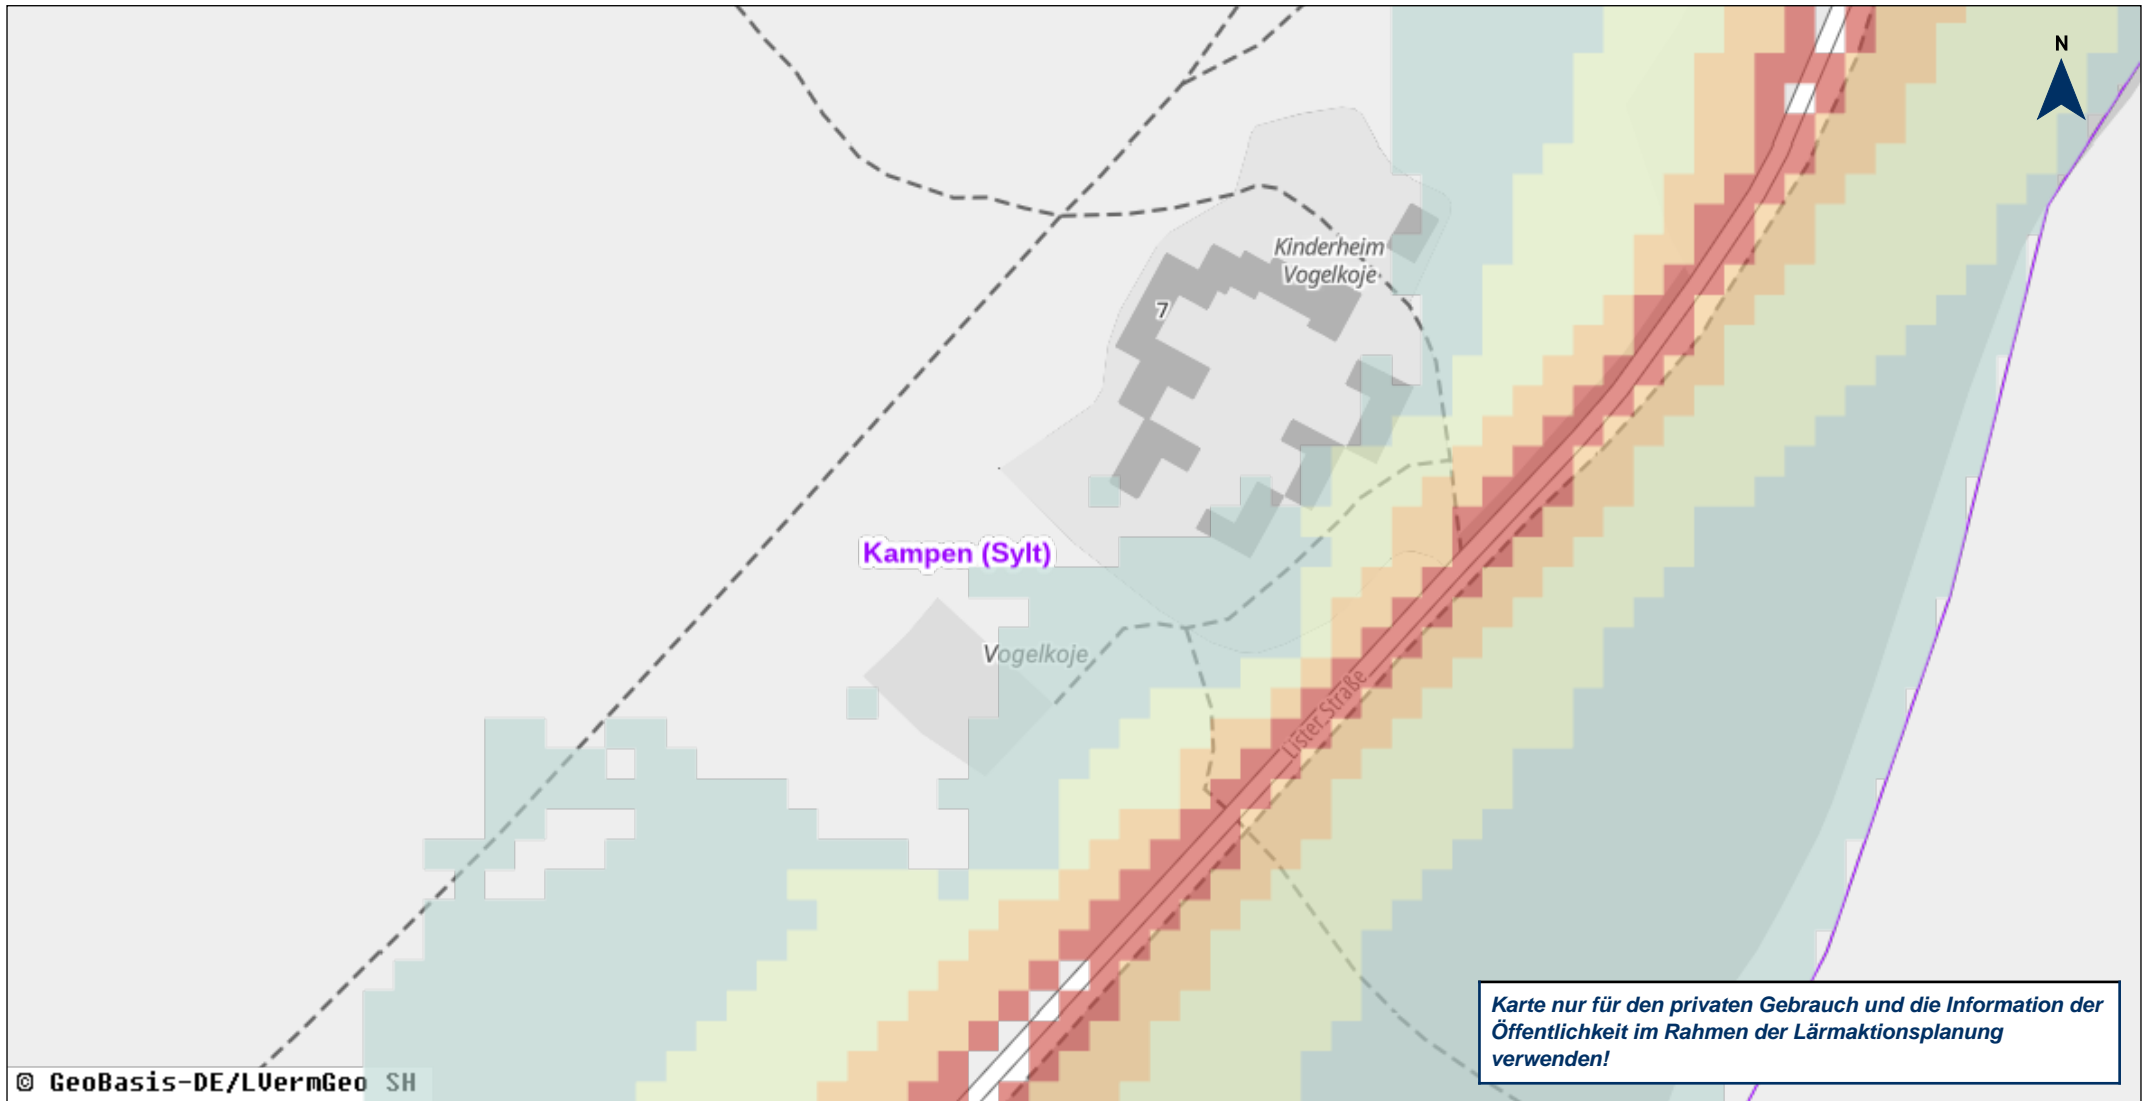 N
Kinderheim
Vogelkoje
7
Kampen (Sylt)
Vogelkoje
Lister Straße
Karte nur für den privaten Gebrauch und die Information der
Öffentlichkeit im Rahmen der Lärmaktionsplanung
verwenden!
© GeoBasis-DE/LVermGeo SH